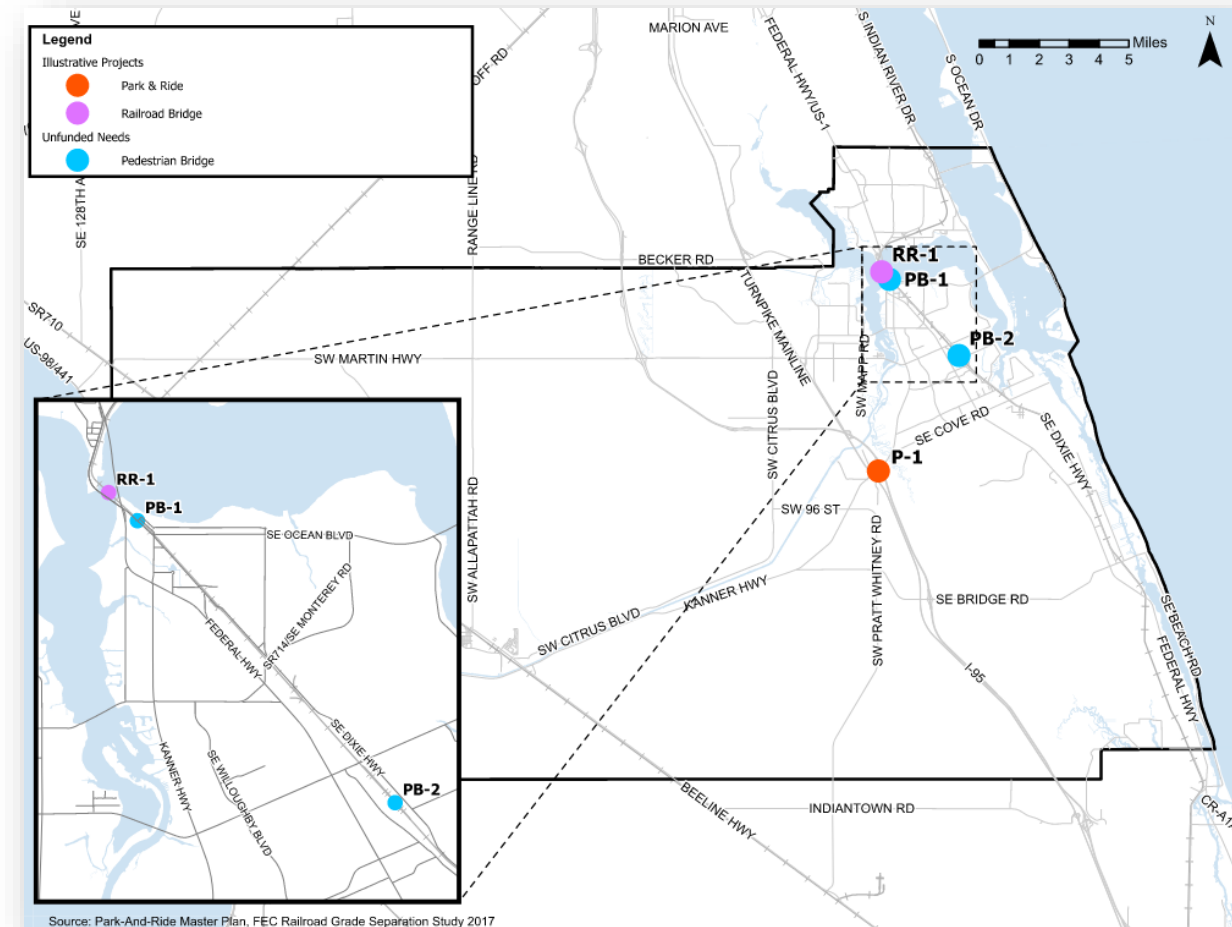 Legend
Illustrative Projects
Park & Ride
Railroad Bridge
Unfunded Needs
Pedestrian Bridge
MARION AVE
FEDERAL HWY/US-1
S INDIAN RIVER DR
S OCEAN DR
N
0 1 2 3 4 5 Miles
OFF RD
SE 128TH A
RANGE LINE RD
BECKER RD
RR-1
PB-1
PB-2
TURNPIKE MAINLINE
SR710
US-98/441
SW MARTIN HWY
SW MAPP RD
SW CITRUS BLVD
SE COVE RD
SE DIXIE HWY
P-1
SW 96 ST
SW ALLAPATTAH RD
SW PRATT WHITNEY RD
KANNER HWY
SW CITRUS BLVD
SE BRIDGE RD
I-95
SE BEACH RD
FEDERAL HWY
BEELINE HWY
INDIANTOWN RD
CR-A1A
RR-1
PB-1
SE OCEAN BLVD
SR714/SE MONTEREY RD
FEDERAL HWY
SE DIXIE HWY
KANNER HWY
SE WILLOUGHBY BLVD
PB-2
Source: Park-And-Ride Master Plan, FEC Railroad Grade Separation Study 2017